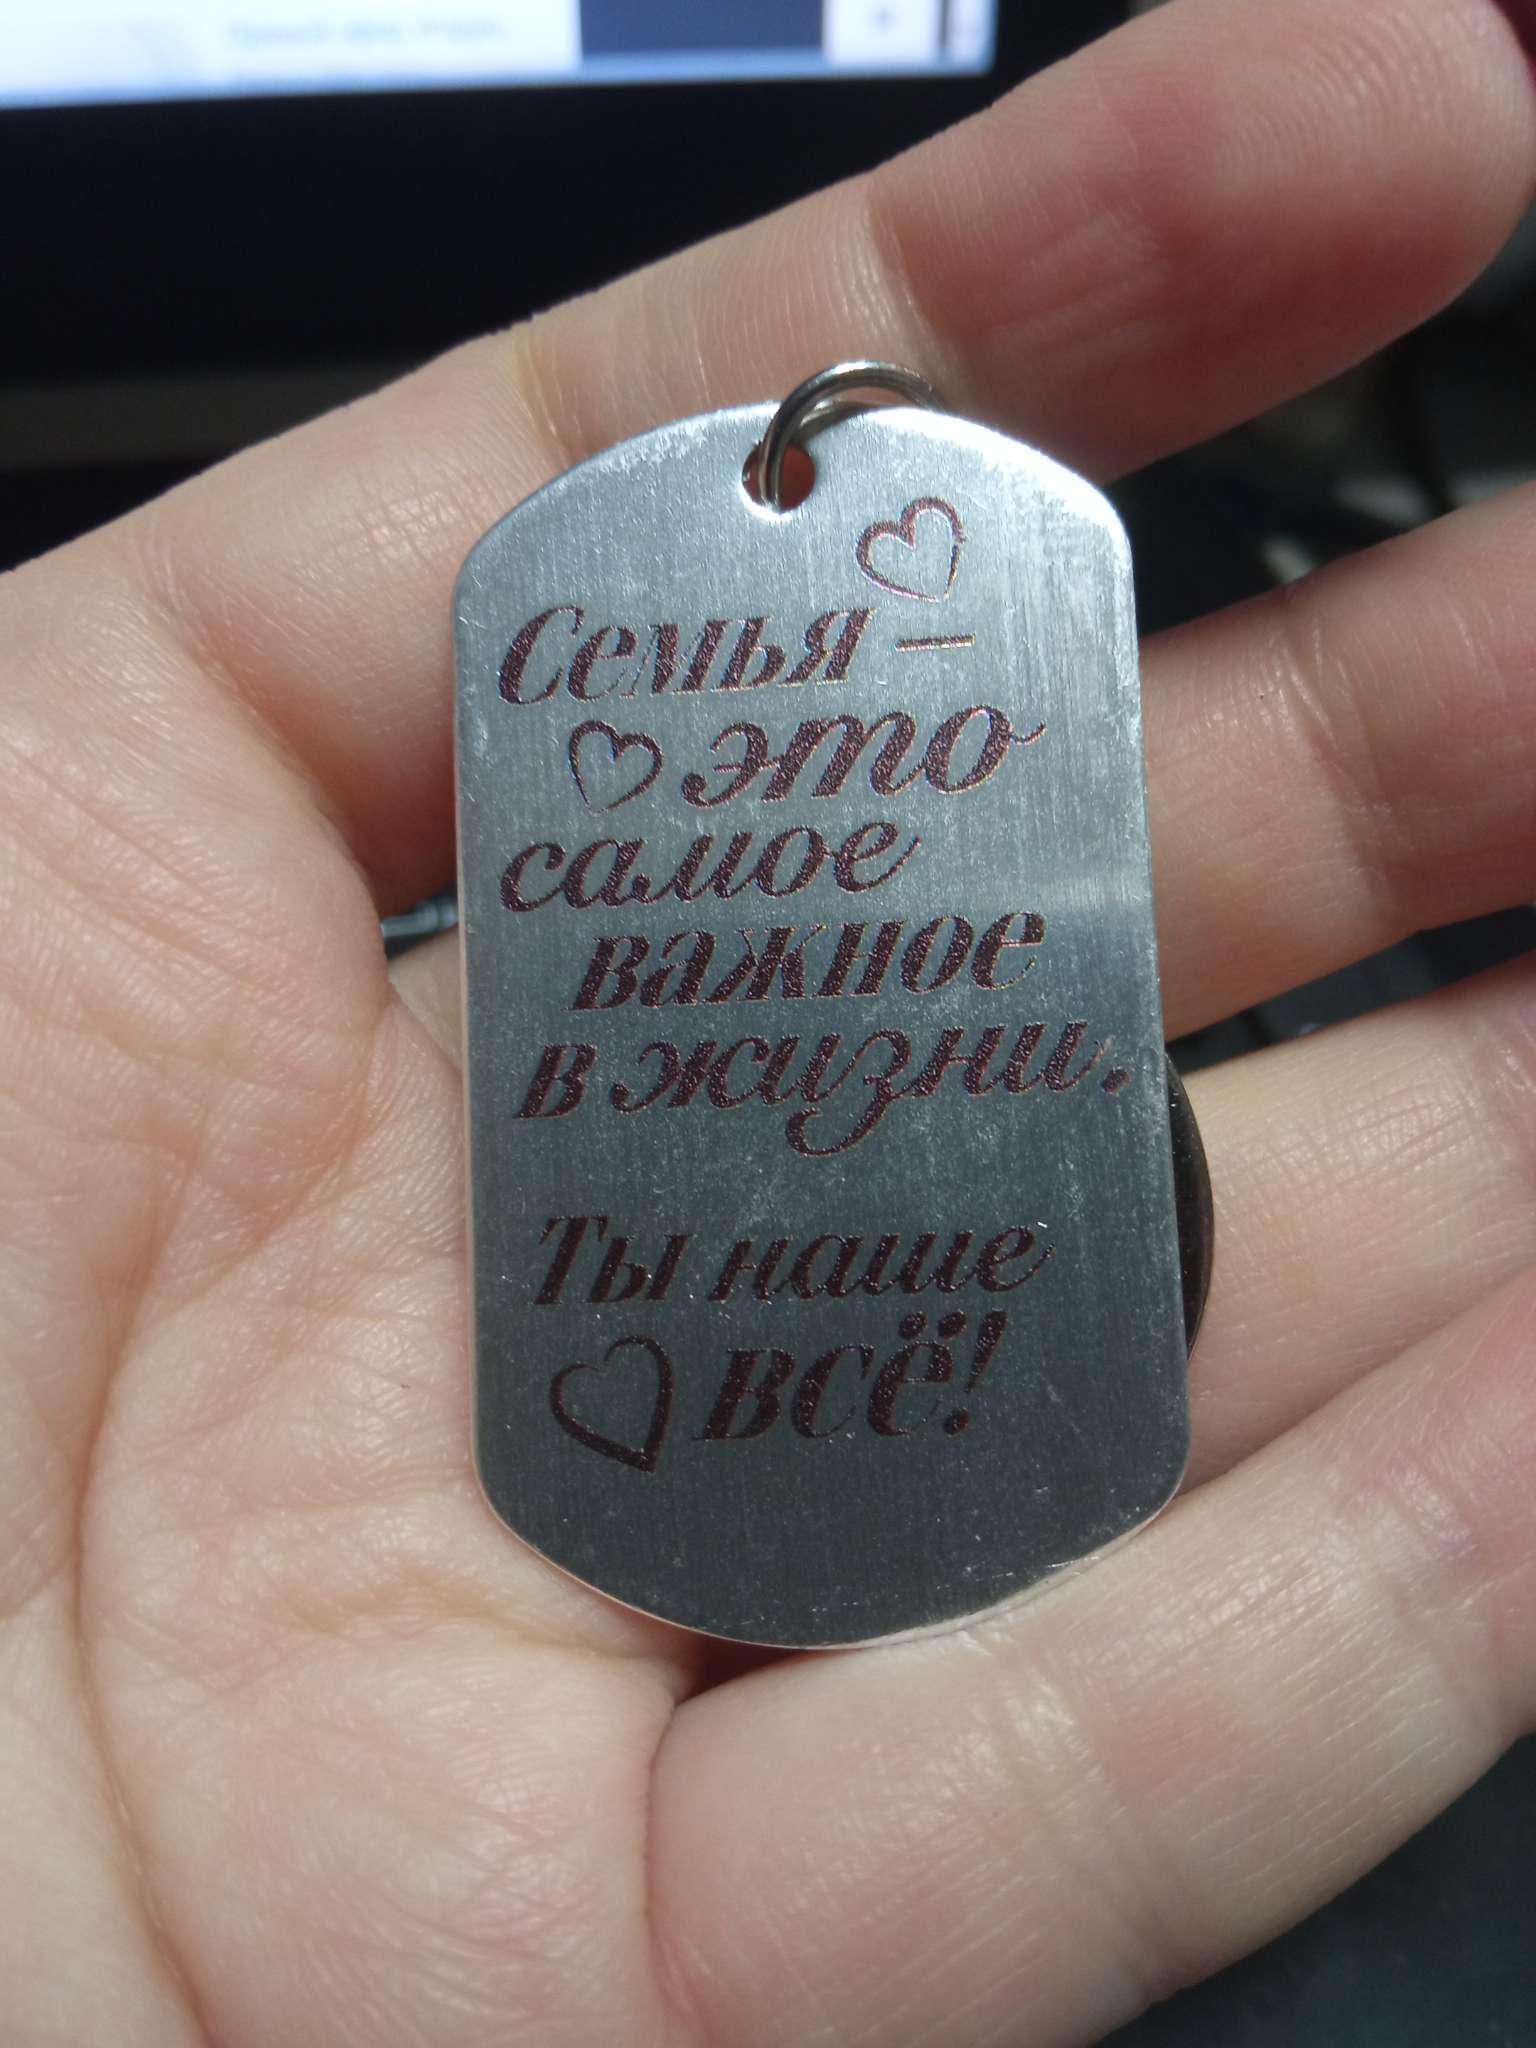 Семья –
это
самое
важное
в жизни.
Ты наше
всё!